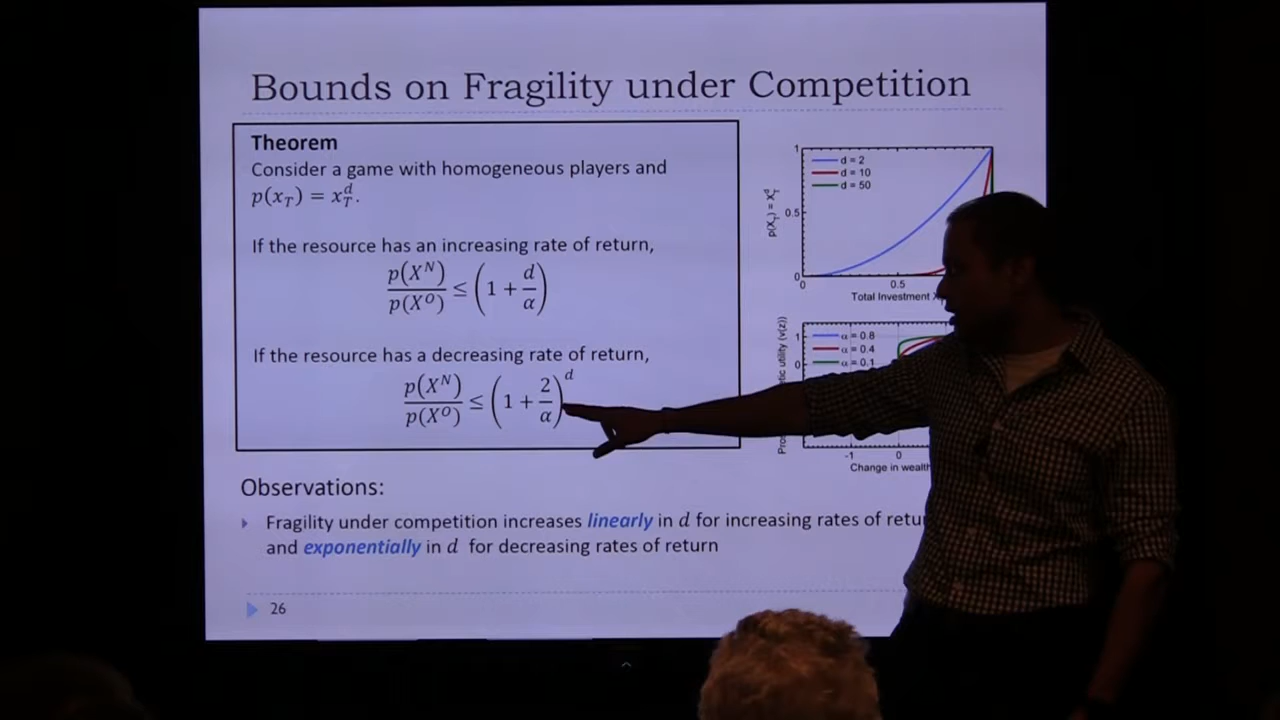 Bounds on Fragility under Competition
Theorem
Consider a game with homogeneous players and
p(x_T) = x_T^d.
If the resource has an increasing rate of return,
p(X^N)/p(X^O) ≤ (1 + d/α)
If the resource has a decreasing rate of return,
p(X^N)/p(X^O) ≤ (1 + 2/α)^d
Observations:
Fragility under competition increases linearly in d for increasing rates of
and exponentially in d for decreasing rates of return
26
1
d = 2
d = 10
d = 50
p(X_T) = X_T^d
0.5
0
0
0.5
Total Investment
1
α = 0.8
α = 0.4
α = 0.1
0
utility (v(z))
-1
0
Change in wealth